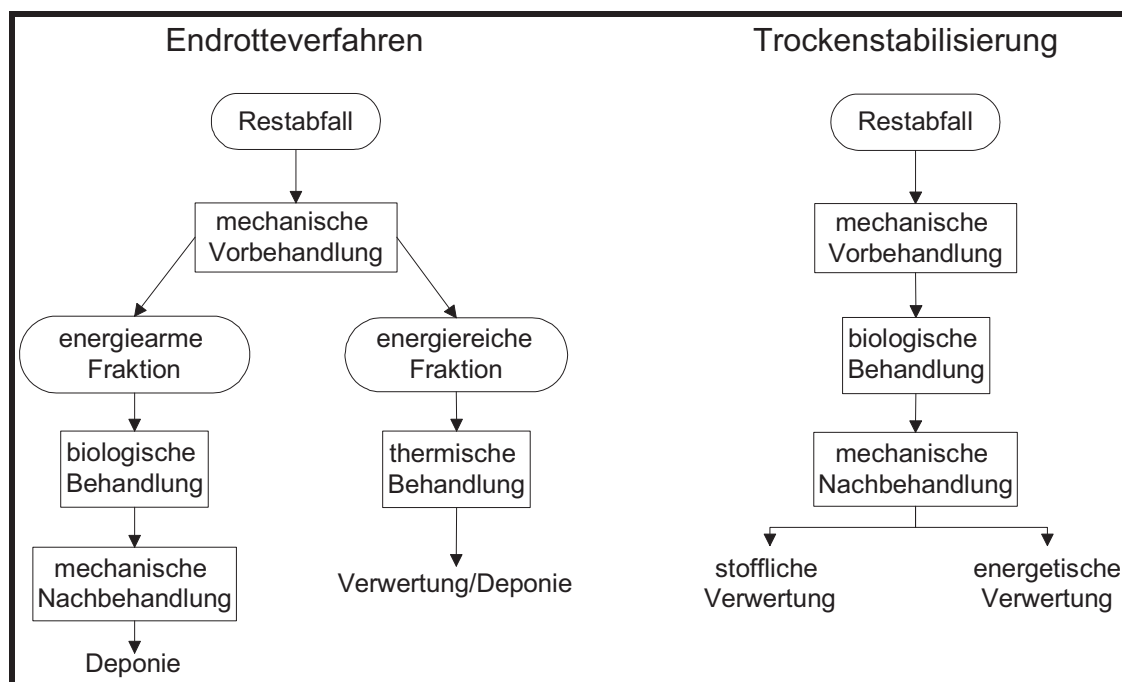 Endrotteverfahren
Restabfall
mechanische
Vorbehandlung
energiearme
Fraktion
energiereiche
Fraktion
biologische
Behandlung
thermische
Behandlung
mechanische
Nachbehandlung
Verwertung/Deponie
Deponie
Trockenstabilisierung
Restabfall
mechanische
Vorbehandlung
biologische
Behandlung
mechanische
Nachbehandlung
stoffliche
Verwertung
energetische
Verwertung